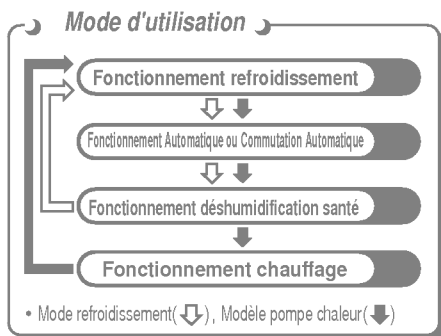 Mode d'utilisation
Fonctionnement refroidissement
Fonctionnement Automatique ou Commutation Automatique
Fonctionnement déshumidification santé
Fonctionnement chauffage
• Mode refroidissement( ), Modèle pompe chaleur( )